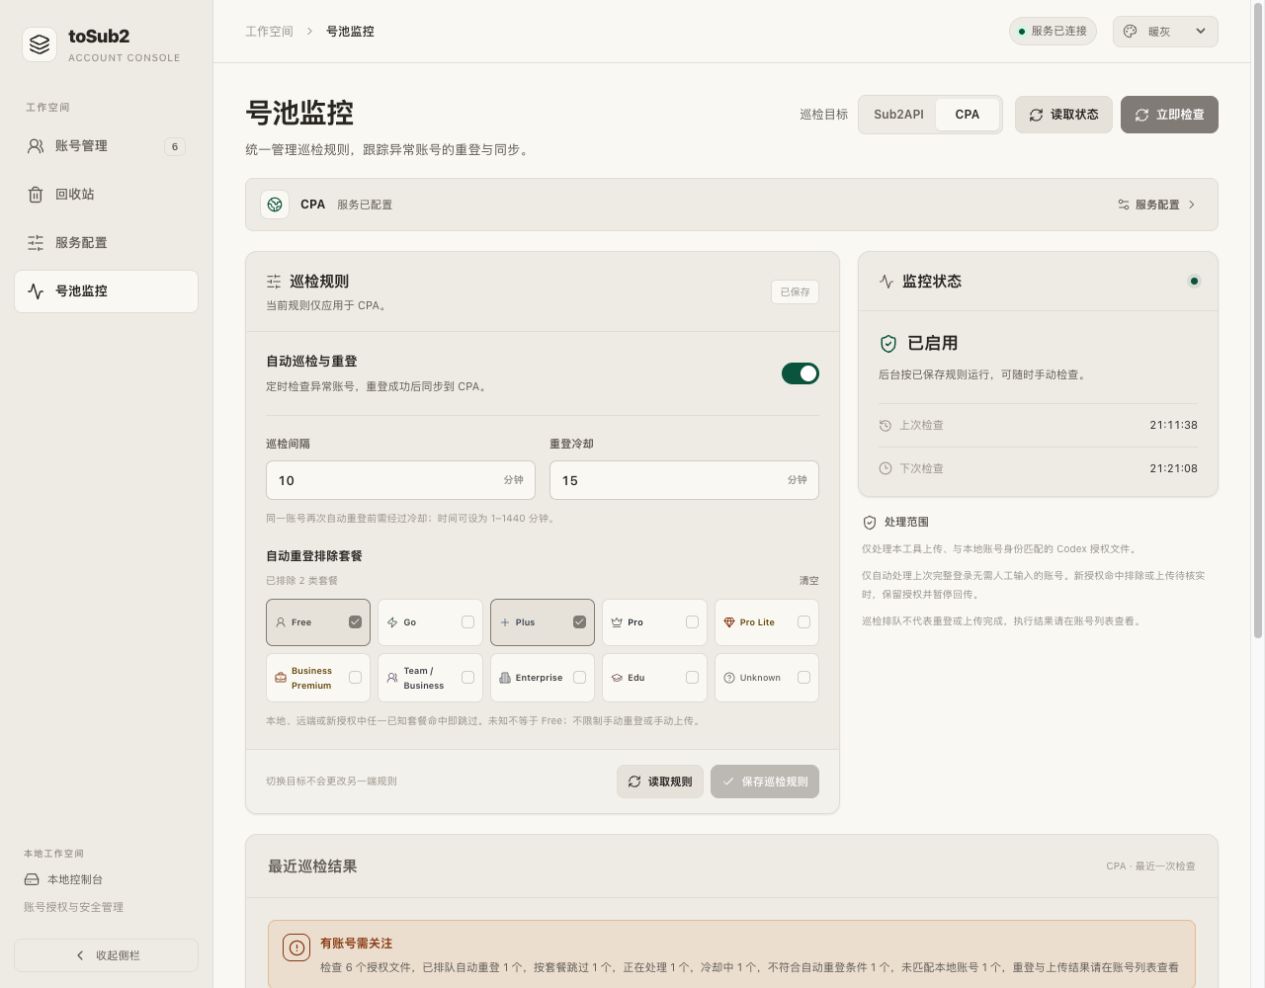 toSub2
ACCOUNT CONSOLE
工作空间
账号管理
6
回收站
服务配置
号池监控
本地工作空间
本地控制台
账号授权与安全管理
收起侧栏
工作空间 > 号池监控
服务已连接
暖灰
号池监控
统一管理巡检规则，跟踪异常账号的重登与同步。
巡检目标
Sub2API
CPA
读取状态
立即检查
CPA 服务已配置
服务配置
巡检规则
当前规则仅应用于 CPA。
已保存
自动巡检与重登
定时检查异常账号，重登成功后同步到 CPA。
巡检间隔
10 分钟
重登冷却
15 分钟
同一账号再次自动重登前需经过冷却；时间可设为 1–1440 分钟。
自动重登排除套餐
已排除 2 类套餐
清空
Free
Go
Plus
Pro
Pro Lite
Business
Premium
Team /
Business
Enterprise
Edu
Unknown
本地、远端或新授权中任一已知套餐命中即跳过。未知不等于 Free；不限制手动重登或手动上传。
切换目标不会更改另一端规则
读取规则
保存巡检规则
监控状态
已启用
后台按已保存规则运行，可随时手动检查。
上次检查
21:11:38
下次检查
21:21:08
处理范围
仅处理本工具上传、与本地账号身份匹配的 Codex 授权文件。
仅自动处理上次完整登录无需人工输入的账号。新授权命中排除或上传待核实
时，保留授权并暂停回传。
巡检排队不代表重登或上传完成，执行结果请在账号列表查看。
最近巡检结果
CPA · 最近一次检查
有账号需关注
检查 6 个授权文件，已排队自动重登 1 个，按套餐跳过 1 个，正在处理 1 个，冷却中 1 个，不符合自动重登条件 1 个，未匹配本地账号 1 个，重登与上传结果请在账号列表查看